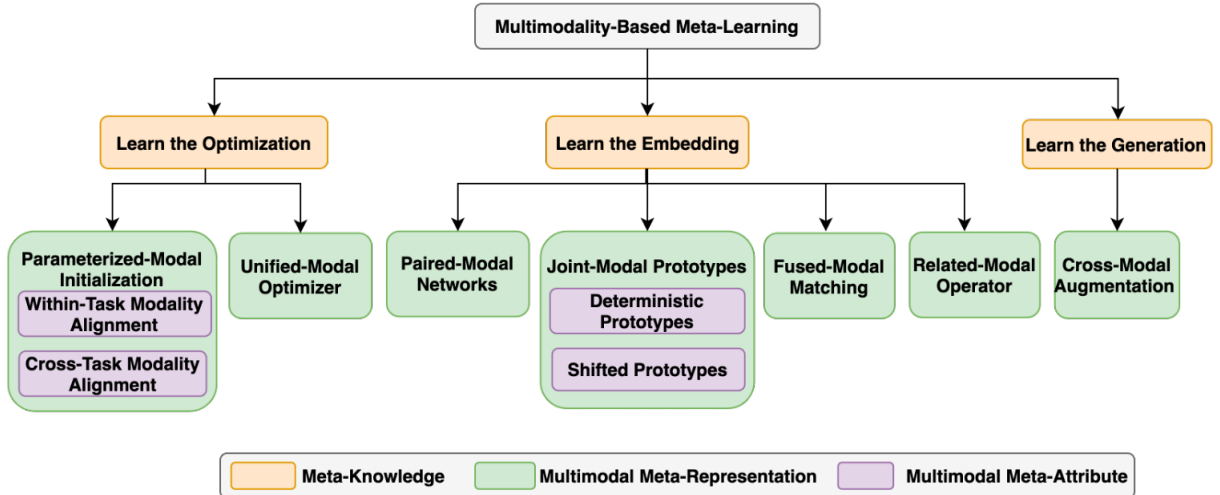 Multimodality-Based Meta-Learning
Learn the Optimization
Learn the Embedding
Learn the Generation
Parameterized-Modal
Initialization
Within-Task Modality
Alignment
Cross-Task Modality
Alignment
Unified-Modal
Optimizer
Paired-Modal
Networks
Joint-Modal Prototypes
Deterministic
Prototypes
Shifted Prototypes
Fused-Modal
Matching
Related-Modal
Operator
Cross-Modal
Augmentation
Meta-Knowledge
Multimodal Meta-Representation
Multimodal Meta-Attribute